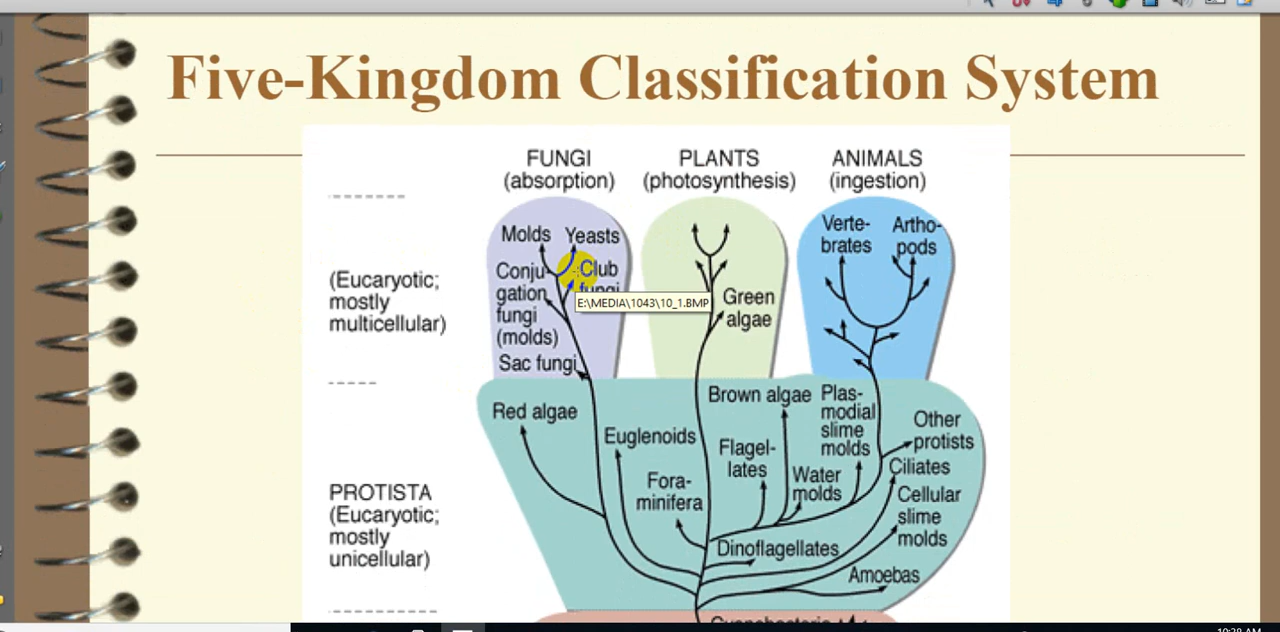 Five-Kingdom Classification System
FUNGI
(absorption)
PLANTS
(photosynthesis)
ANIMALS
(ingestion)
(Eucaryotic;
mostly
multicellular)
Molds
Yeasts
Conju-
gation
fungi
(molds)
Club
fungi
E:\MEDIA\1043\10_1.BMP
Sac fungi
Green
algae
Verte-
brates
Artho-
pods
PROTISTA
(Eucaryotic;
mostly
unicellular)
Red algae
Euglenoids
Fora-
minifera
Brown algae
Flagel-
lates
Plas-
modial
slime
molds
Water
molds
Other
protists
Ciliates
Cellular
slime
molds
Dinoflagellates
Amoebas